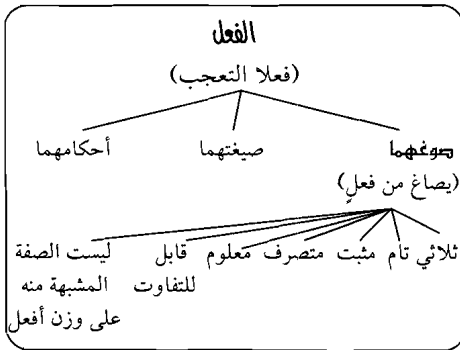 الفعل
(فعلا التعجب)
صوغهما صيغتهما أحكامهما
(يصاغ من فعلٍ)
ثلاثي تام مثبت متصرف معلوم قابل ليست الصفة
للتفاوت المشبهة منه
على وزن أفعل